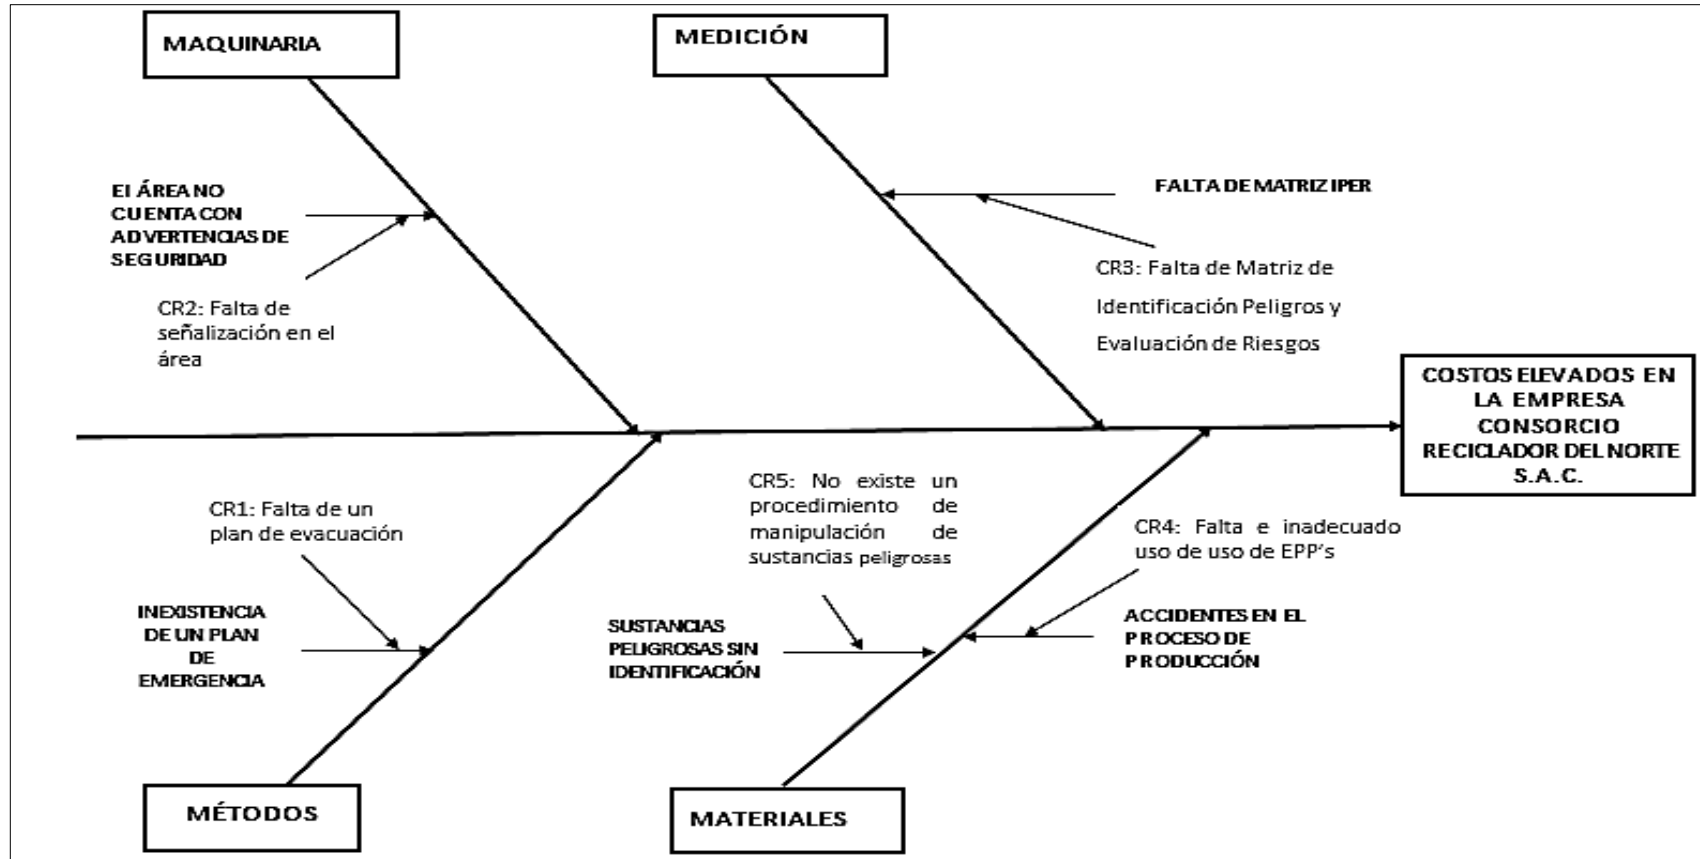 MAQUINARIA
MEDICIÓN
El ÁREA NO
CUENTA CON
ADVERTENCIAS DE
SEGURIDAD
FALTA DE MATRIZ IPER
CR2: Falta de
señalización en el
área
CR3: Falta de Matriz de
Identificación Peligros y
Evaluación de Riesgos
COSTOS ELEVADOS EN
LA EMPRESA
CONSORCIO
RECICLADOR DEL NORTE
S.A.C.
CR1: Falta de un
plan de evacuación
CR5: No existe un
procedimiento de
manipulación de
sustancias peligrosas
CR4: Falta e inadecuado
uso de uso de EPP's
INEXISTENCIA
DE UN PLAN
DE
EMERGENCIA
SUSTANCIAS
PELIGROSAS SIN
IDENTIFICACIÓN
ACCIDENTES EN EL
PROCESO DE
PRODUCCIÓN
MÉTODOS
MATERIALES